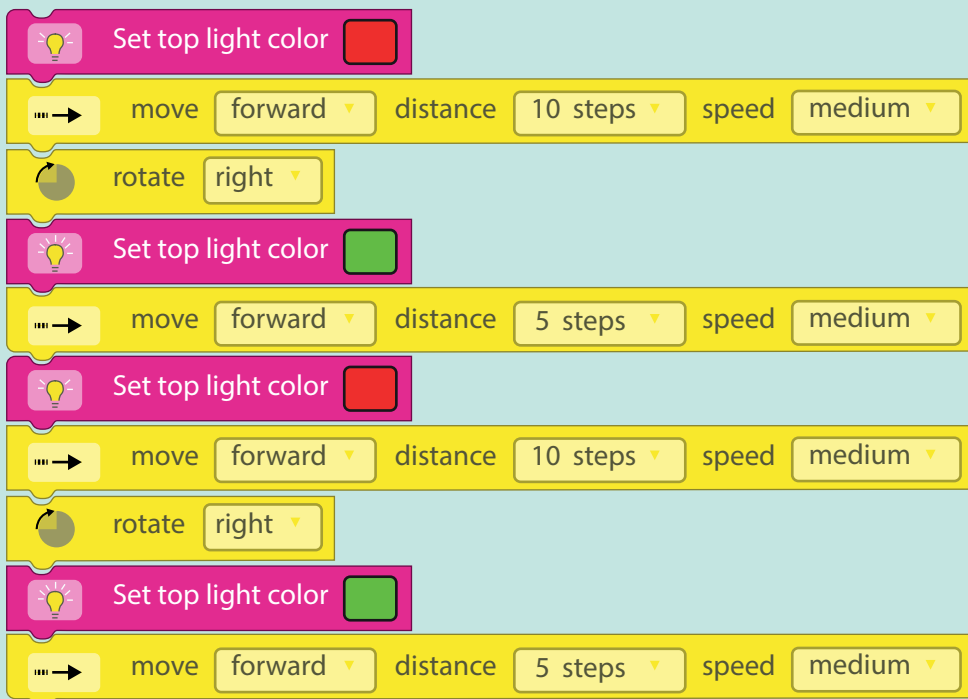 Set top light color
move forward distance 10 steps speed medium
rotate right
Set top light color
move forward distance 5 steps speed medium
Set top light color
move forward distance 10 steps speed medium
rotate right
Set top light color
move forward distance 5 steps speed medium